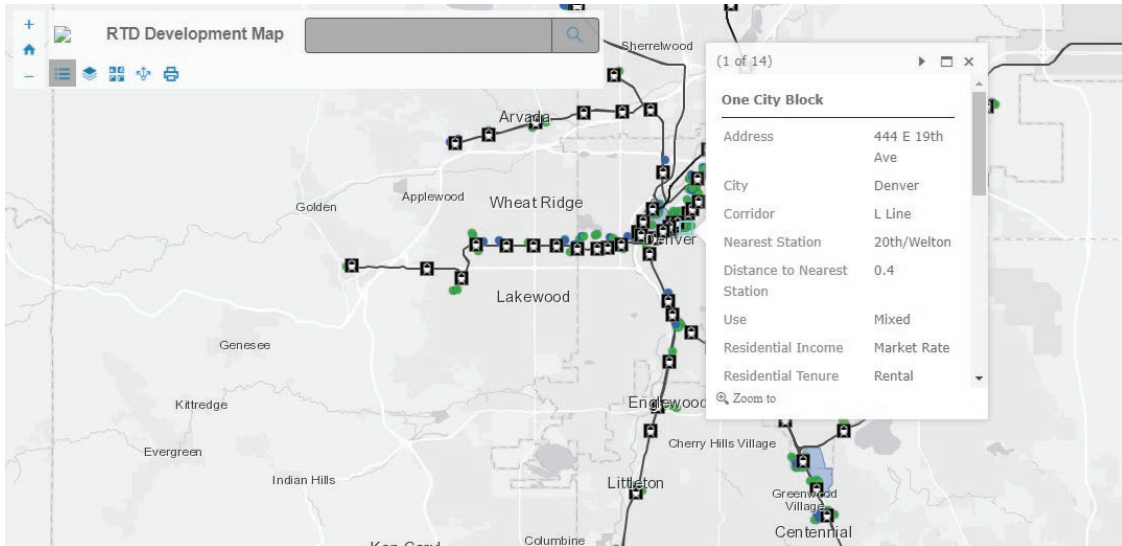 +
RTD Development Map
−
Sherrelwood
(1 of 14)
One City Block
Address 444 E 19th
Ave
City Denver
Corridor L Line
Nearest Station 20th/Welton
Distance to Nearest 0.4
Station
Use Mixed
Residential Income Market Rate
Residential Tenure Rental
Zoom to
Arvada
Applewood
Wheat Ridge
Golden
Denver
Lakewood
Genesee
Kittredge
Evergreen
Englewood
Cherry Hills Village
Indian Hills
Littleton
Greenwood
Village
Centennial
Columbine
Ken Caryl